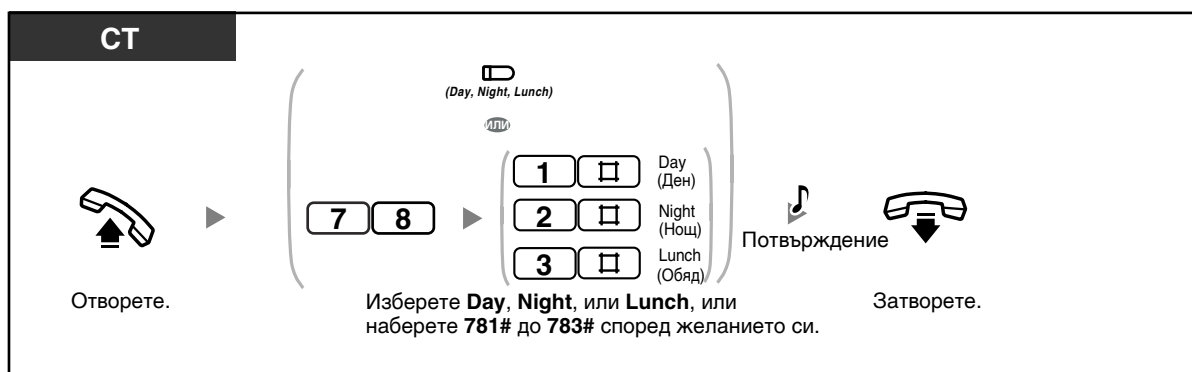 СТ
(Day, Night, Lunch)
или
7 8
1 # Day
(Ден)
2 # Night
(Нощ)
3 # Lunch
(Обяд)
Потвърждение
Отворете.
Изберете Day, Night, или Lunch, или
наберете 781# до 783# според желанието си.
Затворете.